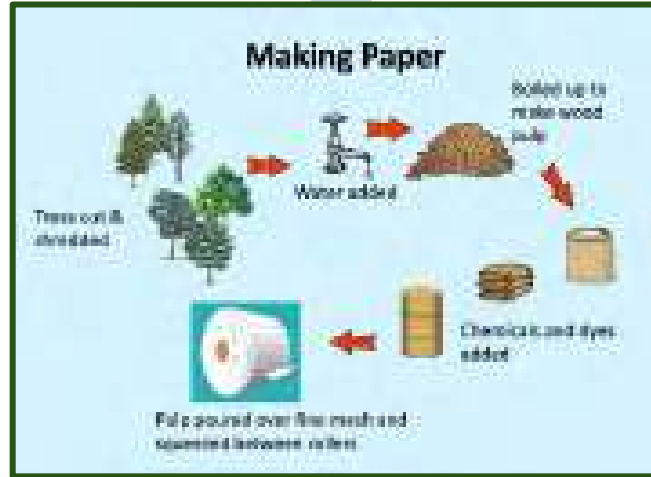 Making Paper
Boiled up to
make wood
pulp
Water added
Trees cut &
shredded
Chemicals and dyes
added
Pulp poured over fine mesh and
squeezed between rollers